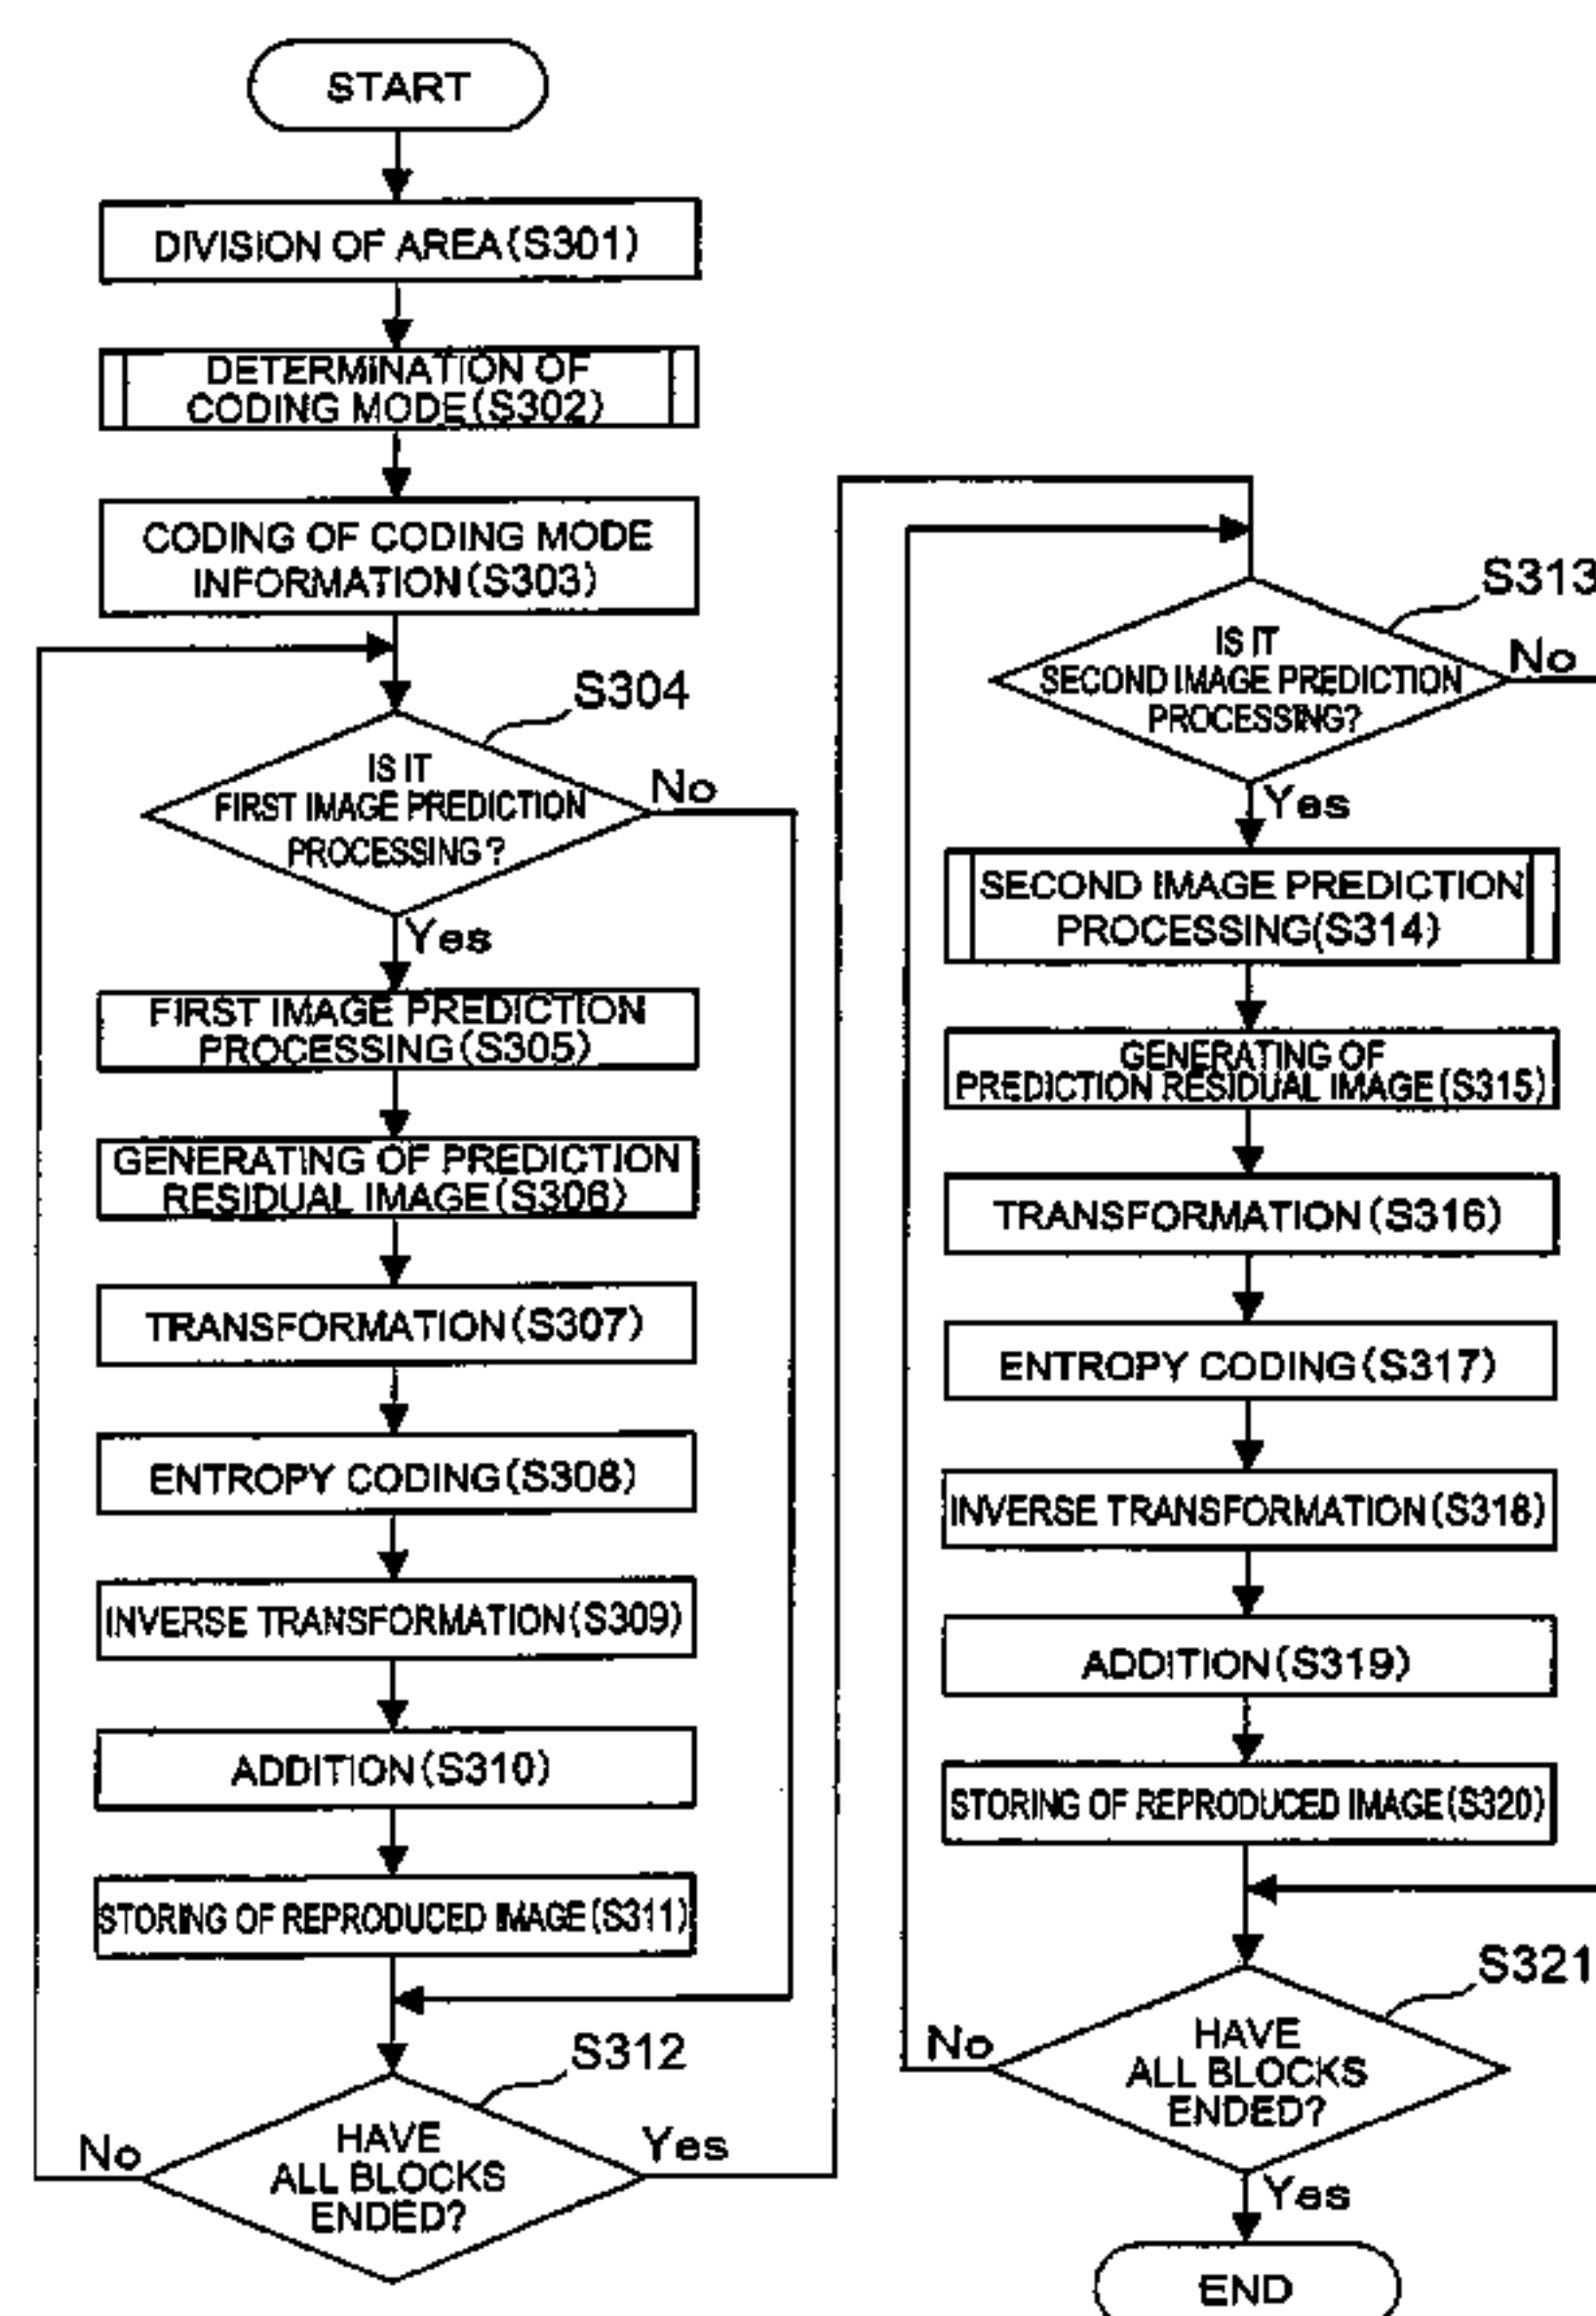 START
DIVISION OF AREA(S301)
DETERMINATION OF
CODING MODE(S302)
CODING OF CODING MODE
INFORMATION(S303)
S304
IS IT
FIRST IMAGE PREDICTION
PROCESSING?
No
Yes
FIRST IMAGE PREDICTION
PROCESSING(S305)
GENERATING OF PREDICTION
RESIDUAL IMAGE(S306)
TRANSFORMATION(S307)
ENTROPY CODING(S308)
INVERSE TRANSFORMATION(S309)
ADDITION(S310)
STORING OF REPRODUCED IMAGE(S311)
S312
HAVE
ALL BLOCKS
ENDED?
No
Yes
S313
IS IT
SECOND IMAGE PREDICTION
PROCESSING?
No
Yes
SECOND IMAGE PREDICTION
PROCESSING(S314)
GENERATING OF
PREDICTION RESIDUAL IMAGE(S315)
TRANSFORMATION(S316)
ENTROPY CODING(S317)
INVERSE TRANSFORMATION(S318)
ADDITION(S319)
STORING OF REPRODUCED IMAGE(S320)
S321
HAVE
ALL BLOCKS
ENDED?
No
Yes
END